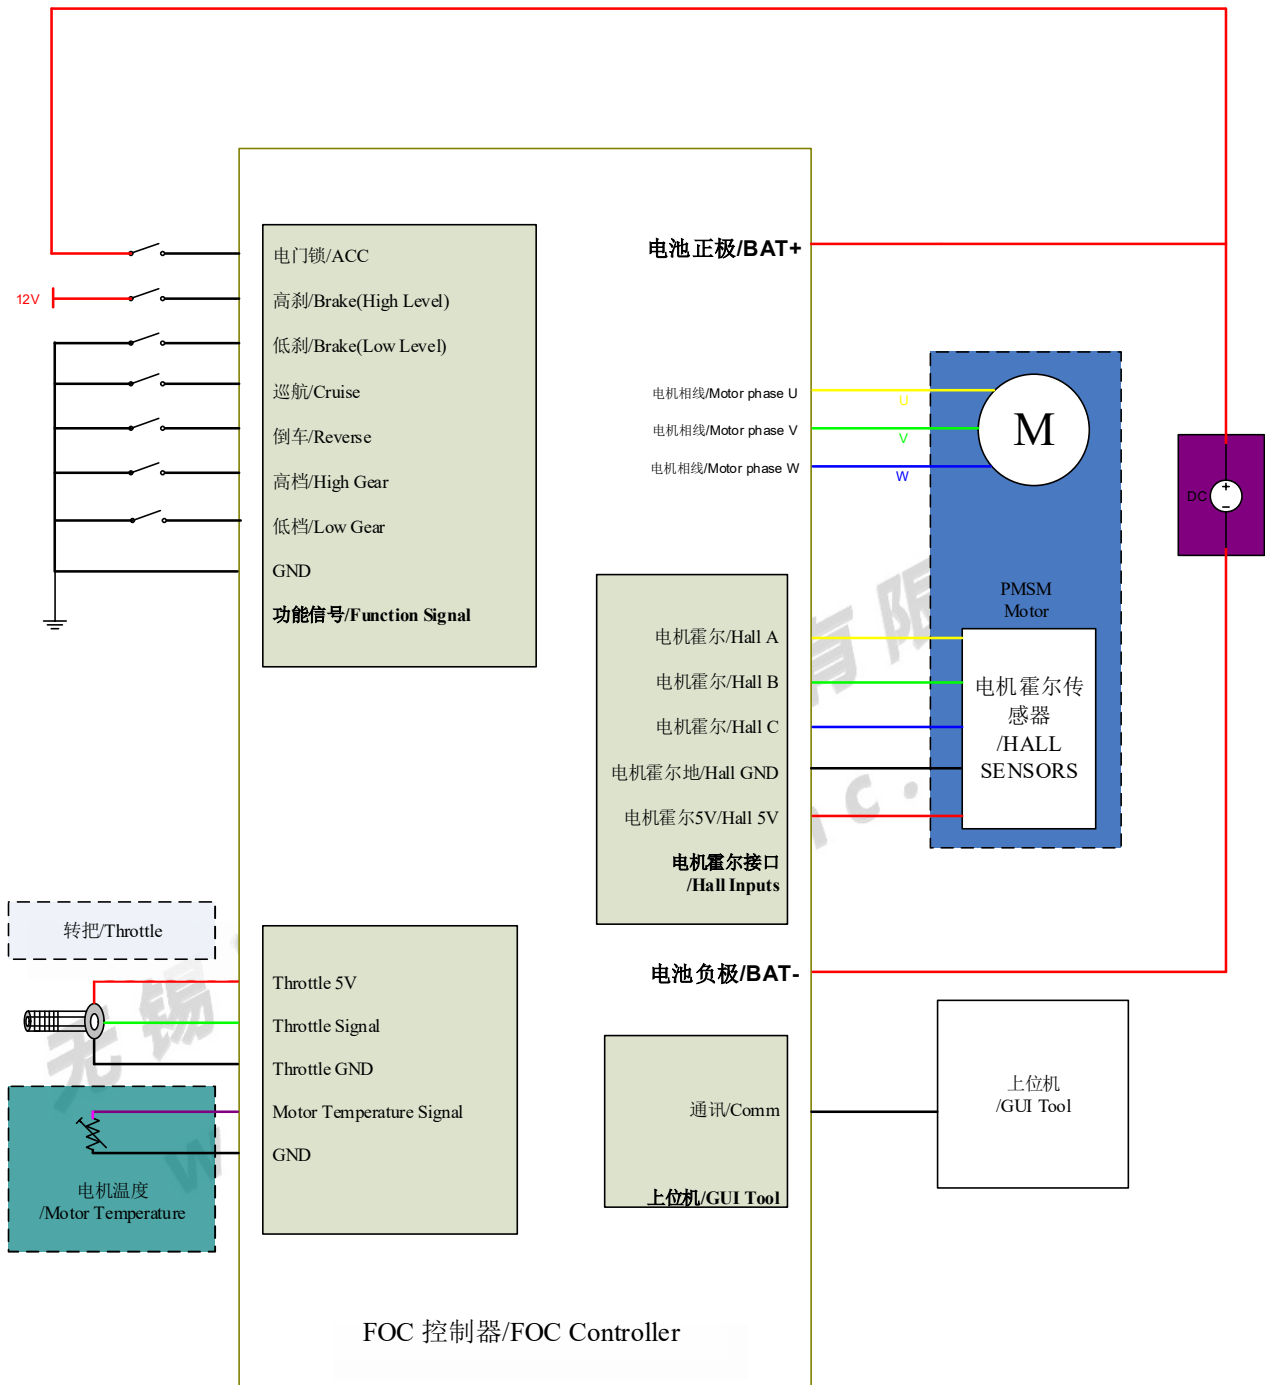 电门锁/ACC
12V
高刹/Brake(High Level)
低刹/Brake(Low Level)
巡航/Cruise
倒车/Reverse
高档/High Gear
低档/Low Gear
GND
功能信号/Function Signal
电池正极/BAT+
电机相线/Motor phase U
电机相线/Motor phase V
电机相线/Motor phase W
U
V
W
M
DC
PMSM
Motor
电机霍尔/Hall A
电机霍尔/Hall B
电机霍尔/Hall C
电机霍尔地/Hall GND
电机霍尔5V/Hall 5V
电机霍尔接口
/Hall Inputs
电机霍尔传
感器
/HALL
SENSORS
电池负极/BAT-
转把/Throttle
Throttle 5V
Throttle Signal
Throttle GND
Motor Temperature Signal
GND
电机温度
/Motor Temperature
通讯/Comm
上位机/GUI Tool
上位机
/GUI Tool
FOC 控制器/FOC Controller
无锡
有限
c.